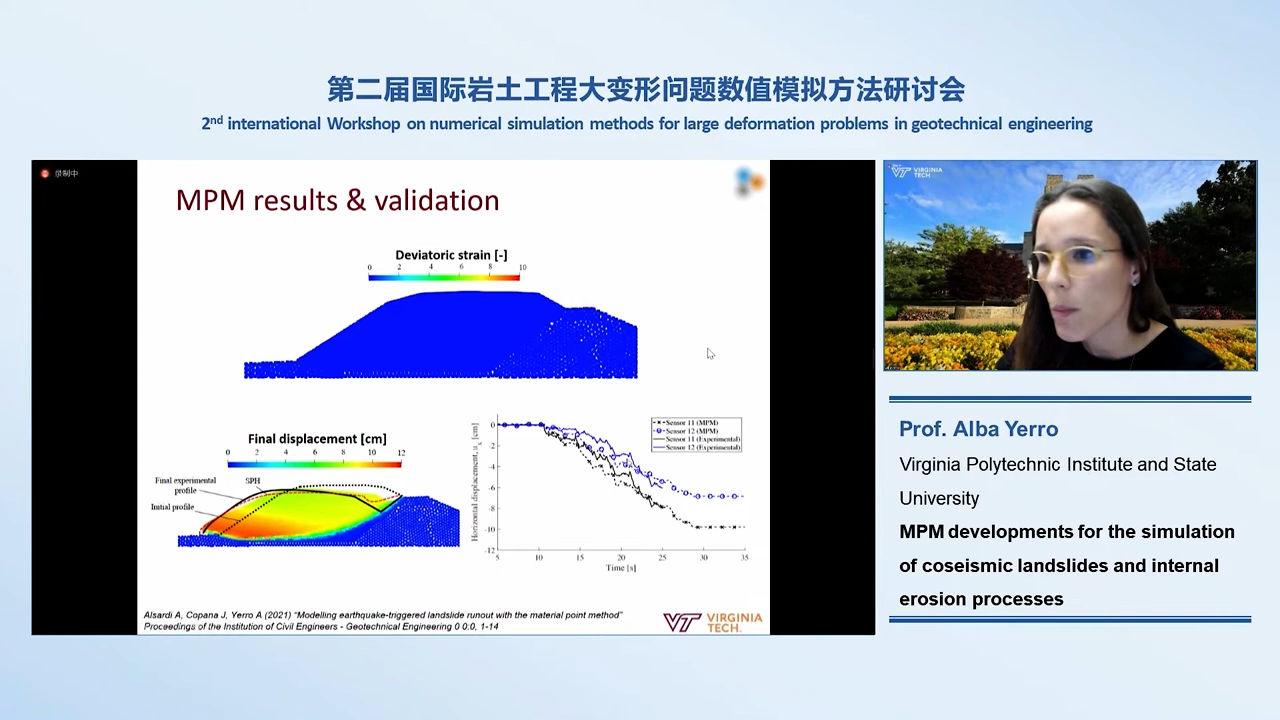 第二届国际岩土工程大变形问题数值模拟方法研讨会
2nd international Workshop on numerical simulation methods for large deformation problems in geotechnical engineering
录制中
MPM results & validation
Deviatoric strain [-]
0 2 4 6 8 10
Final displacement [cm]
0 2 4 6 8 10 12
Final experimental
profile
SPH
Initial profile
Horizontal displacement, u [cm]
0
-2
-4
-6
-8
-10
-12
5 10 15 20 25 30 35
Time [s]
Sensor 11 (MPM)
Sensor 12 (MPM)
Sensor 11 (Experimental)
Sensor 12 (Experimental)
Alsardi A, Copana J, Yerro A (2021) "Modelling earthquake-triggered landslide runout with the material point method"
Proceedings of the Institution of Civil Engineers - Geotechnical Engineering 0 0:0, 1-14
VT VIRGINIA
TECH.
VT VIRGINIA
TECH
Prof. Alba Yerro
Virginia Polytechnic Institute and State
University
MPM developments for the simulation
of coseismic landslides and internal
erosion processes